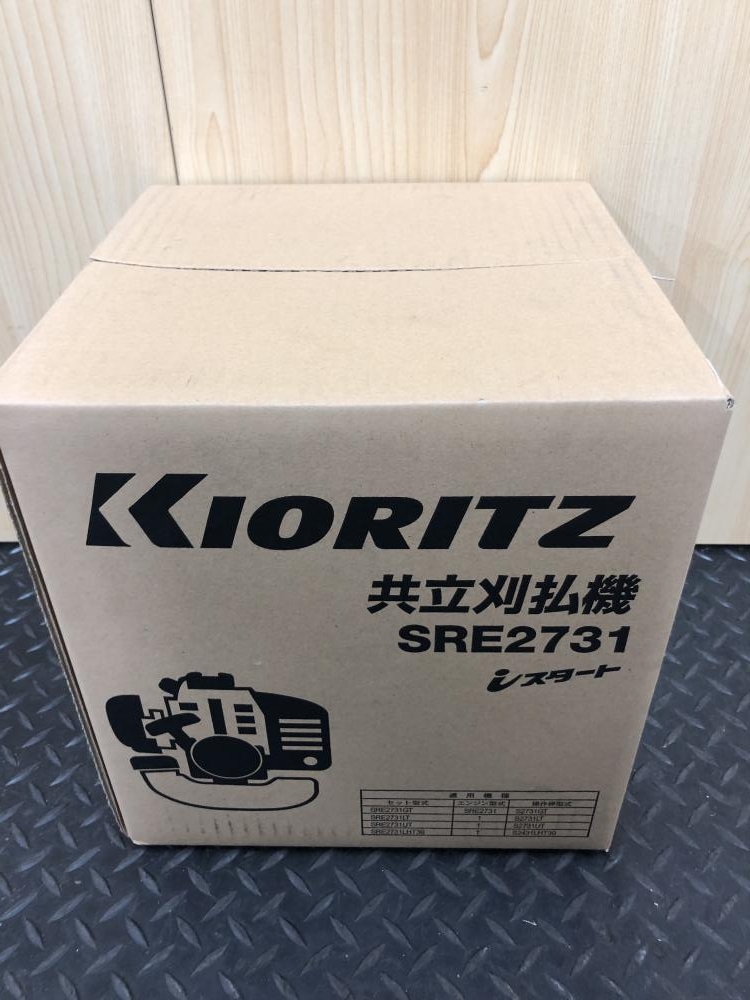 KIORITZ
共立刈払機
SRE2731
iスタート
適用機種
セット型式 エンジン型式 操作桿型式
SRE2731GT SRE2731 S2731GT
SRE2731LT ↑ S2731LT
SRE2731UT ↑ S2731UT
SRE2731LHT30 ↑ S2431LHT30